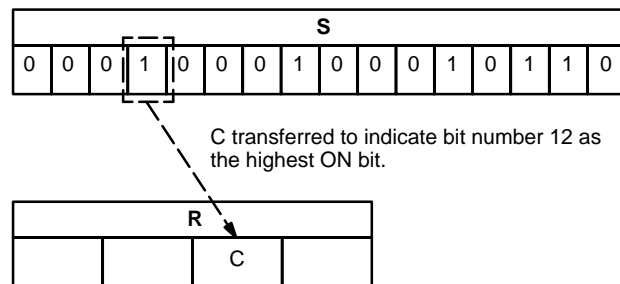 S
0 0 0 1 0 0 0 1 0 0 0 1 0 1 1 0
C transferred to indicate bit number 12 as
the highest ON bit.
R
C